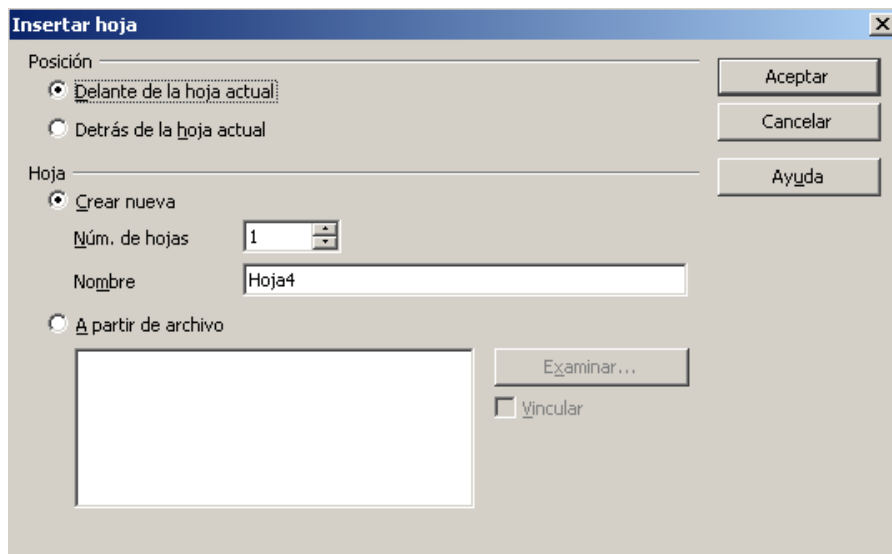 Insertar hoja
Posición
Delante de la hoja actual
Aceptar
Detrás de la hoja actual
Cancelar
Hoja
Ayuda
Crear nueva
Núm. de hojas 1
Nombre Hoja4
A partir de archivo
Examinar...
Vincular